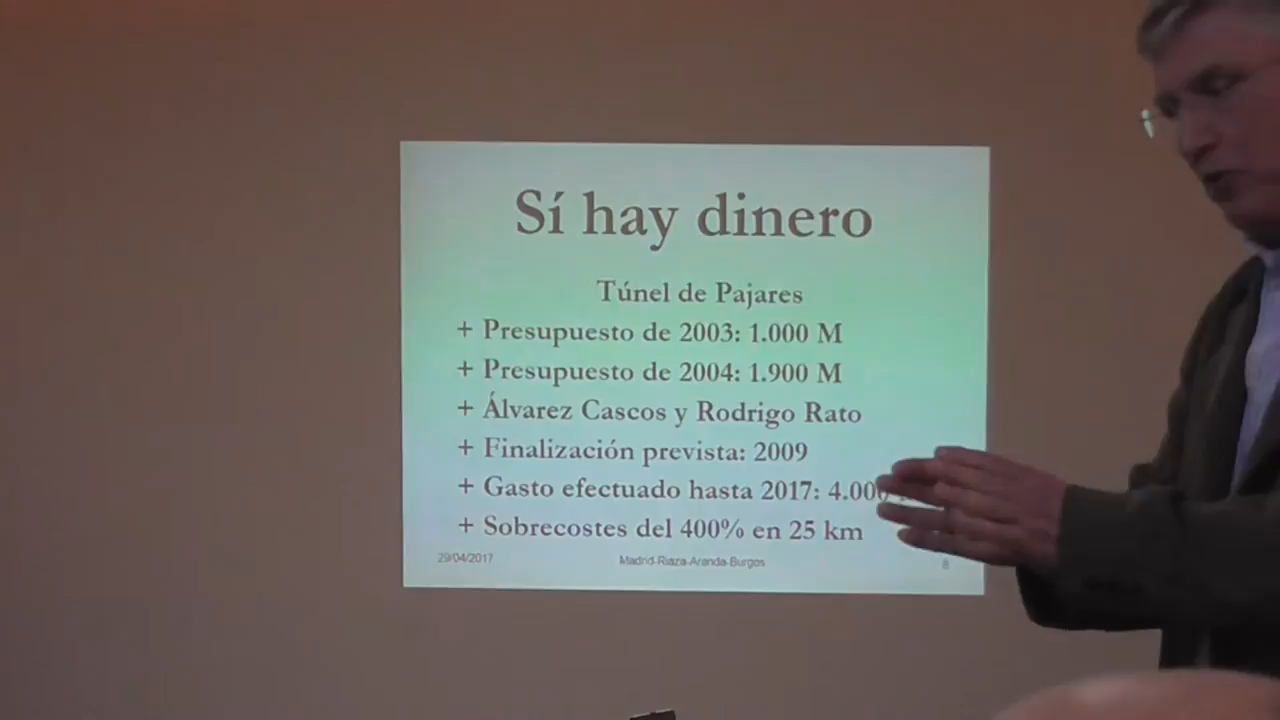 Sí hay dinero
Túnel de Pajares
+ Presupuesto de 2003: 1.000 M
+ Presupuesto de 2004: 1.900 M
+ Álvarez Cascos y Rodrigo Rato
+ Finalización prevista: 2009
+ Gasto efectuado hasta 2017: 4.000
+ Sobrecostes del 400% en 25 km
29/04/2017 Madrid-Riaza-Aranda-Burgos 8